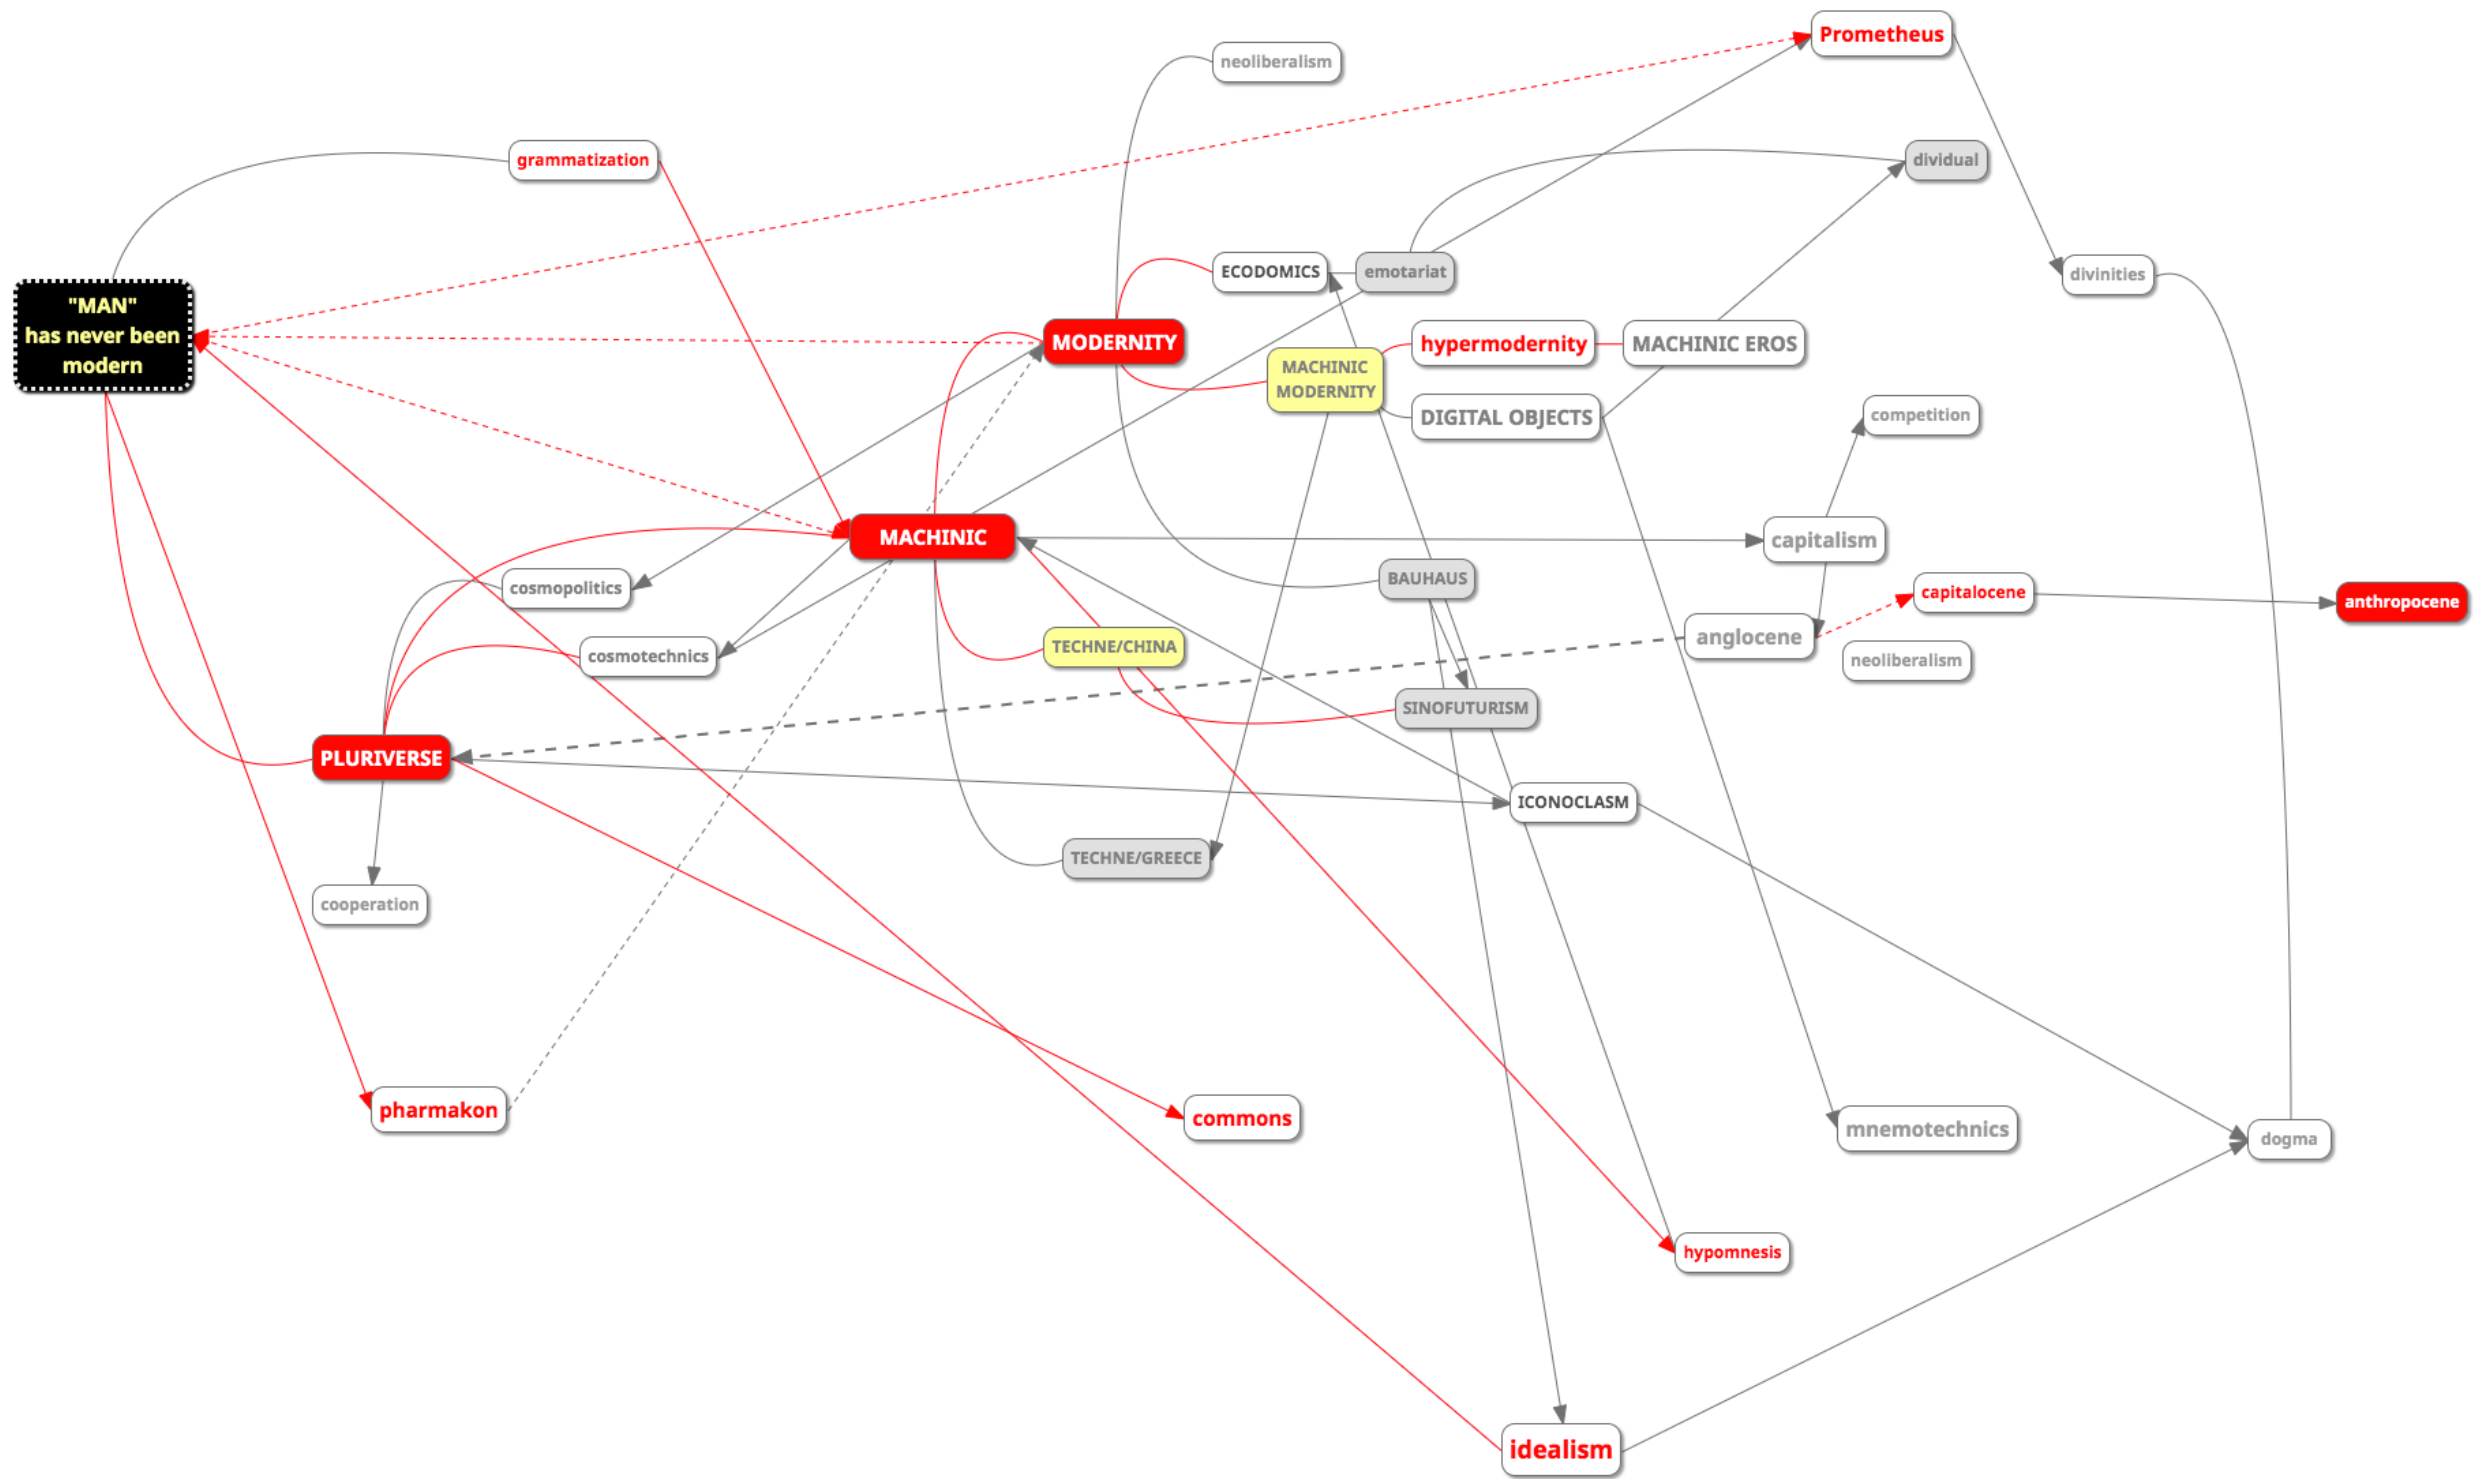 Prometheus
neoliberalism
grammatization
dividual
ECODOMICS
emotariat
divinities
"MAN"
has never been
modern
MODERNITY
hypermodernity
MACHINIC EROS
MACHINIC
MODERNITY
DIGITAL OBJECTS
competition
MACHINIC
capitalism
cosmopolitics
BAUHAUS
capitalocene
anthropocene
TECHNE/CHINA
anglocene
cosmotechnics
neoliberalism
SINOFUTURISM
PLURIVERSE
ICONOCLASM
TECHNE/GREECE
cooperation
pharmakon
commons
mnemotechnics
dogma
hypomnesis
idealism